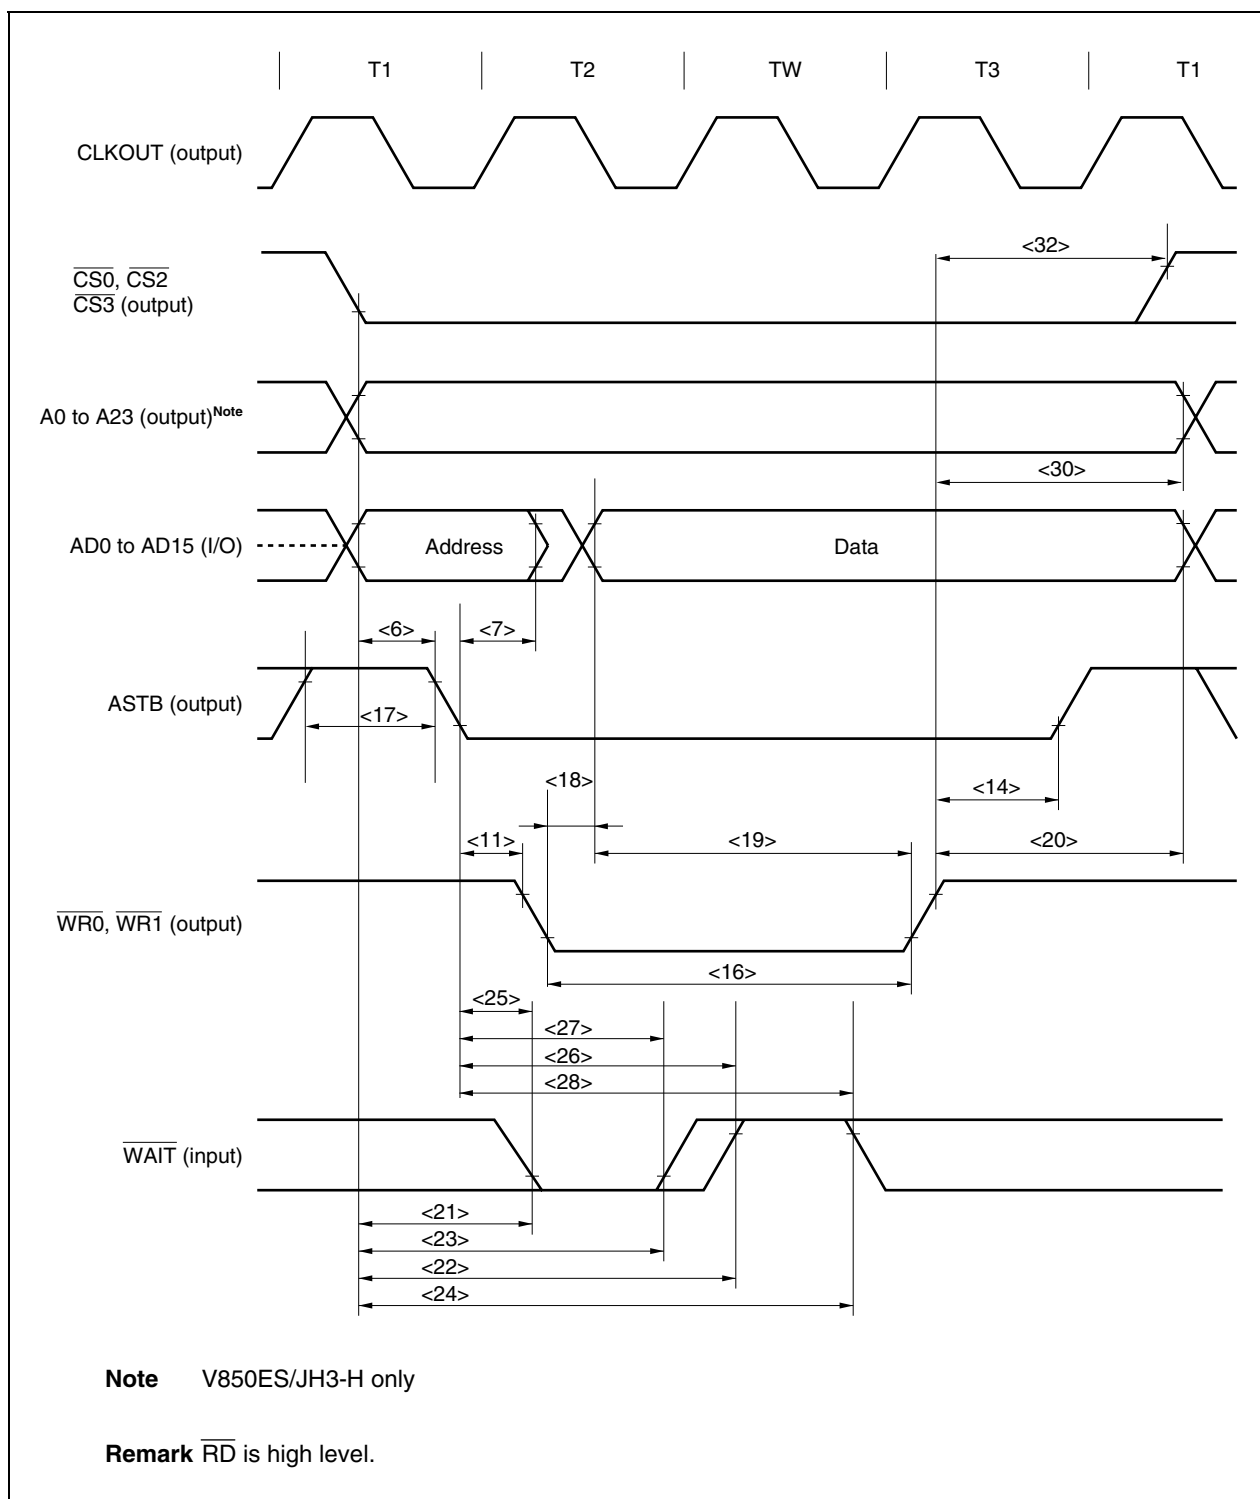 T1 T2 TW T3 T1
CLKOUT (output)
<32>
CS0, CS2
CS3 (output)
A0 to A23 (output)Note
<30>
AD0 to AD15 (I/O) Address Data
<6> <7>
ASTB (output)
<17>
<18>
<14>
<11> <19> <20>
WR0, WR1 (output)
<16>
<25>
<27>
<26>
<28>
WAIT (input)
<21>
<23>
<22>
<24>
Note V850ES/JH3-H only
Remark RD is high level.